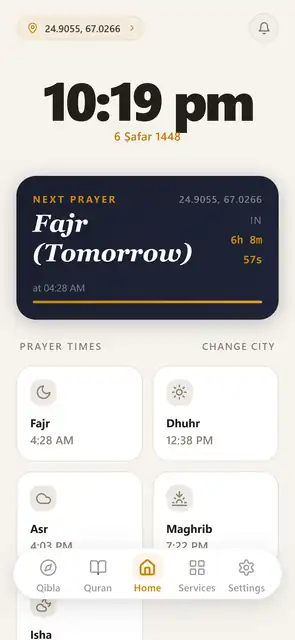 24.9055, 67.0266
10:19 pm
6 Ṣafar 1448
NEXT PRAYER
24.9055, 67.0266
Fajr
(Tomorrow)
IN
6h 8m
57s
at 04:28 AM
PRAYER TIMES
CHANGE CITY
Fajr
4:28 AM
Dhuhr
12:38 PM
Asr
4:03 PM
Maghrib
7:22 PM
Qibla
Quran
Home
Services
Settings
Isha